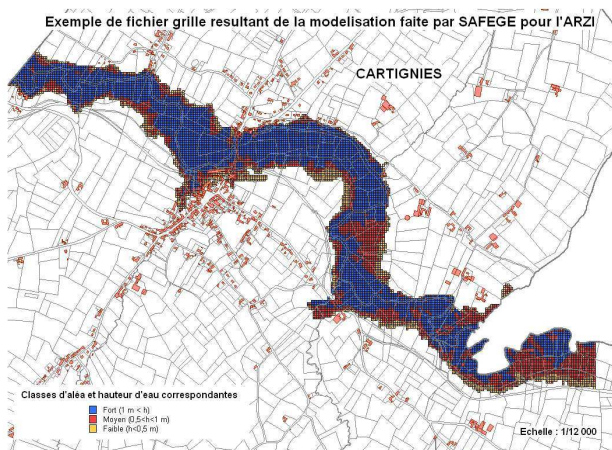 Exemple de fichier grille resultant de la modelisation faite par SAFEGE pour l'ARZI
CARTIGNIES
Classes d'aléa et hauteur d'eau correspondantes
Fort (1 m < h)
Moyen (0,5<h<1 m)
Faible (h<0,5 m)
Echelle : 1/12 000